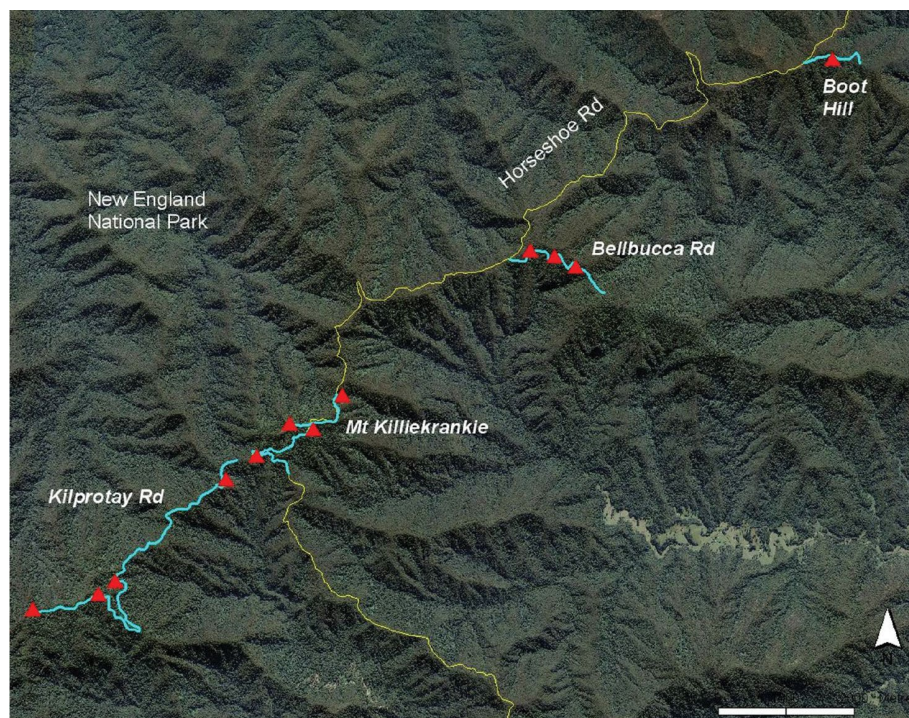 Boot
Hill
Horseshoe Rd
New England
National Park
Bellbucca Rd
Mt Killiekrankie
Kilprotay Rd
N